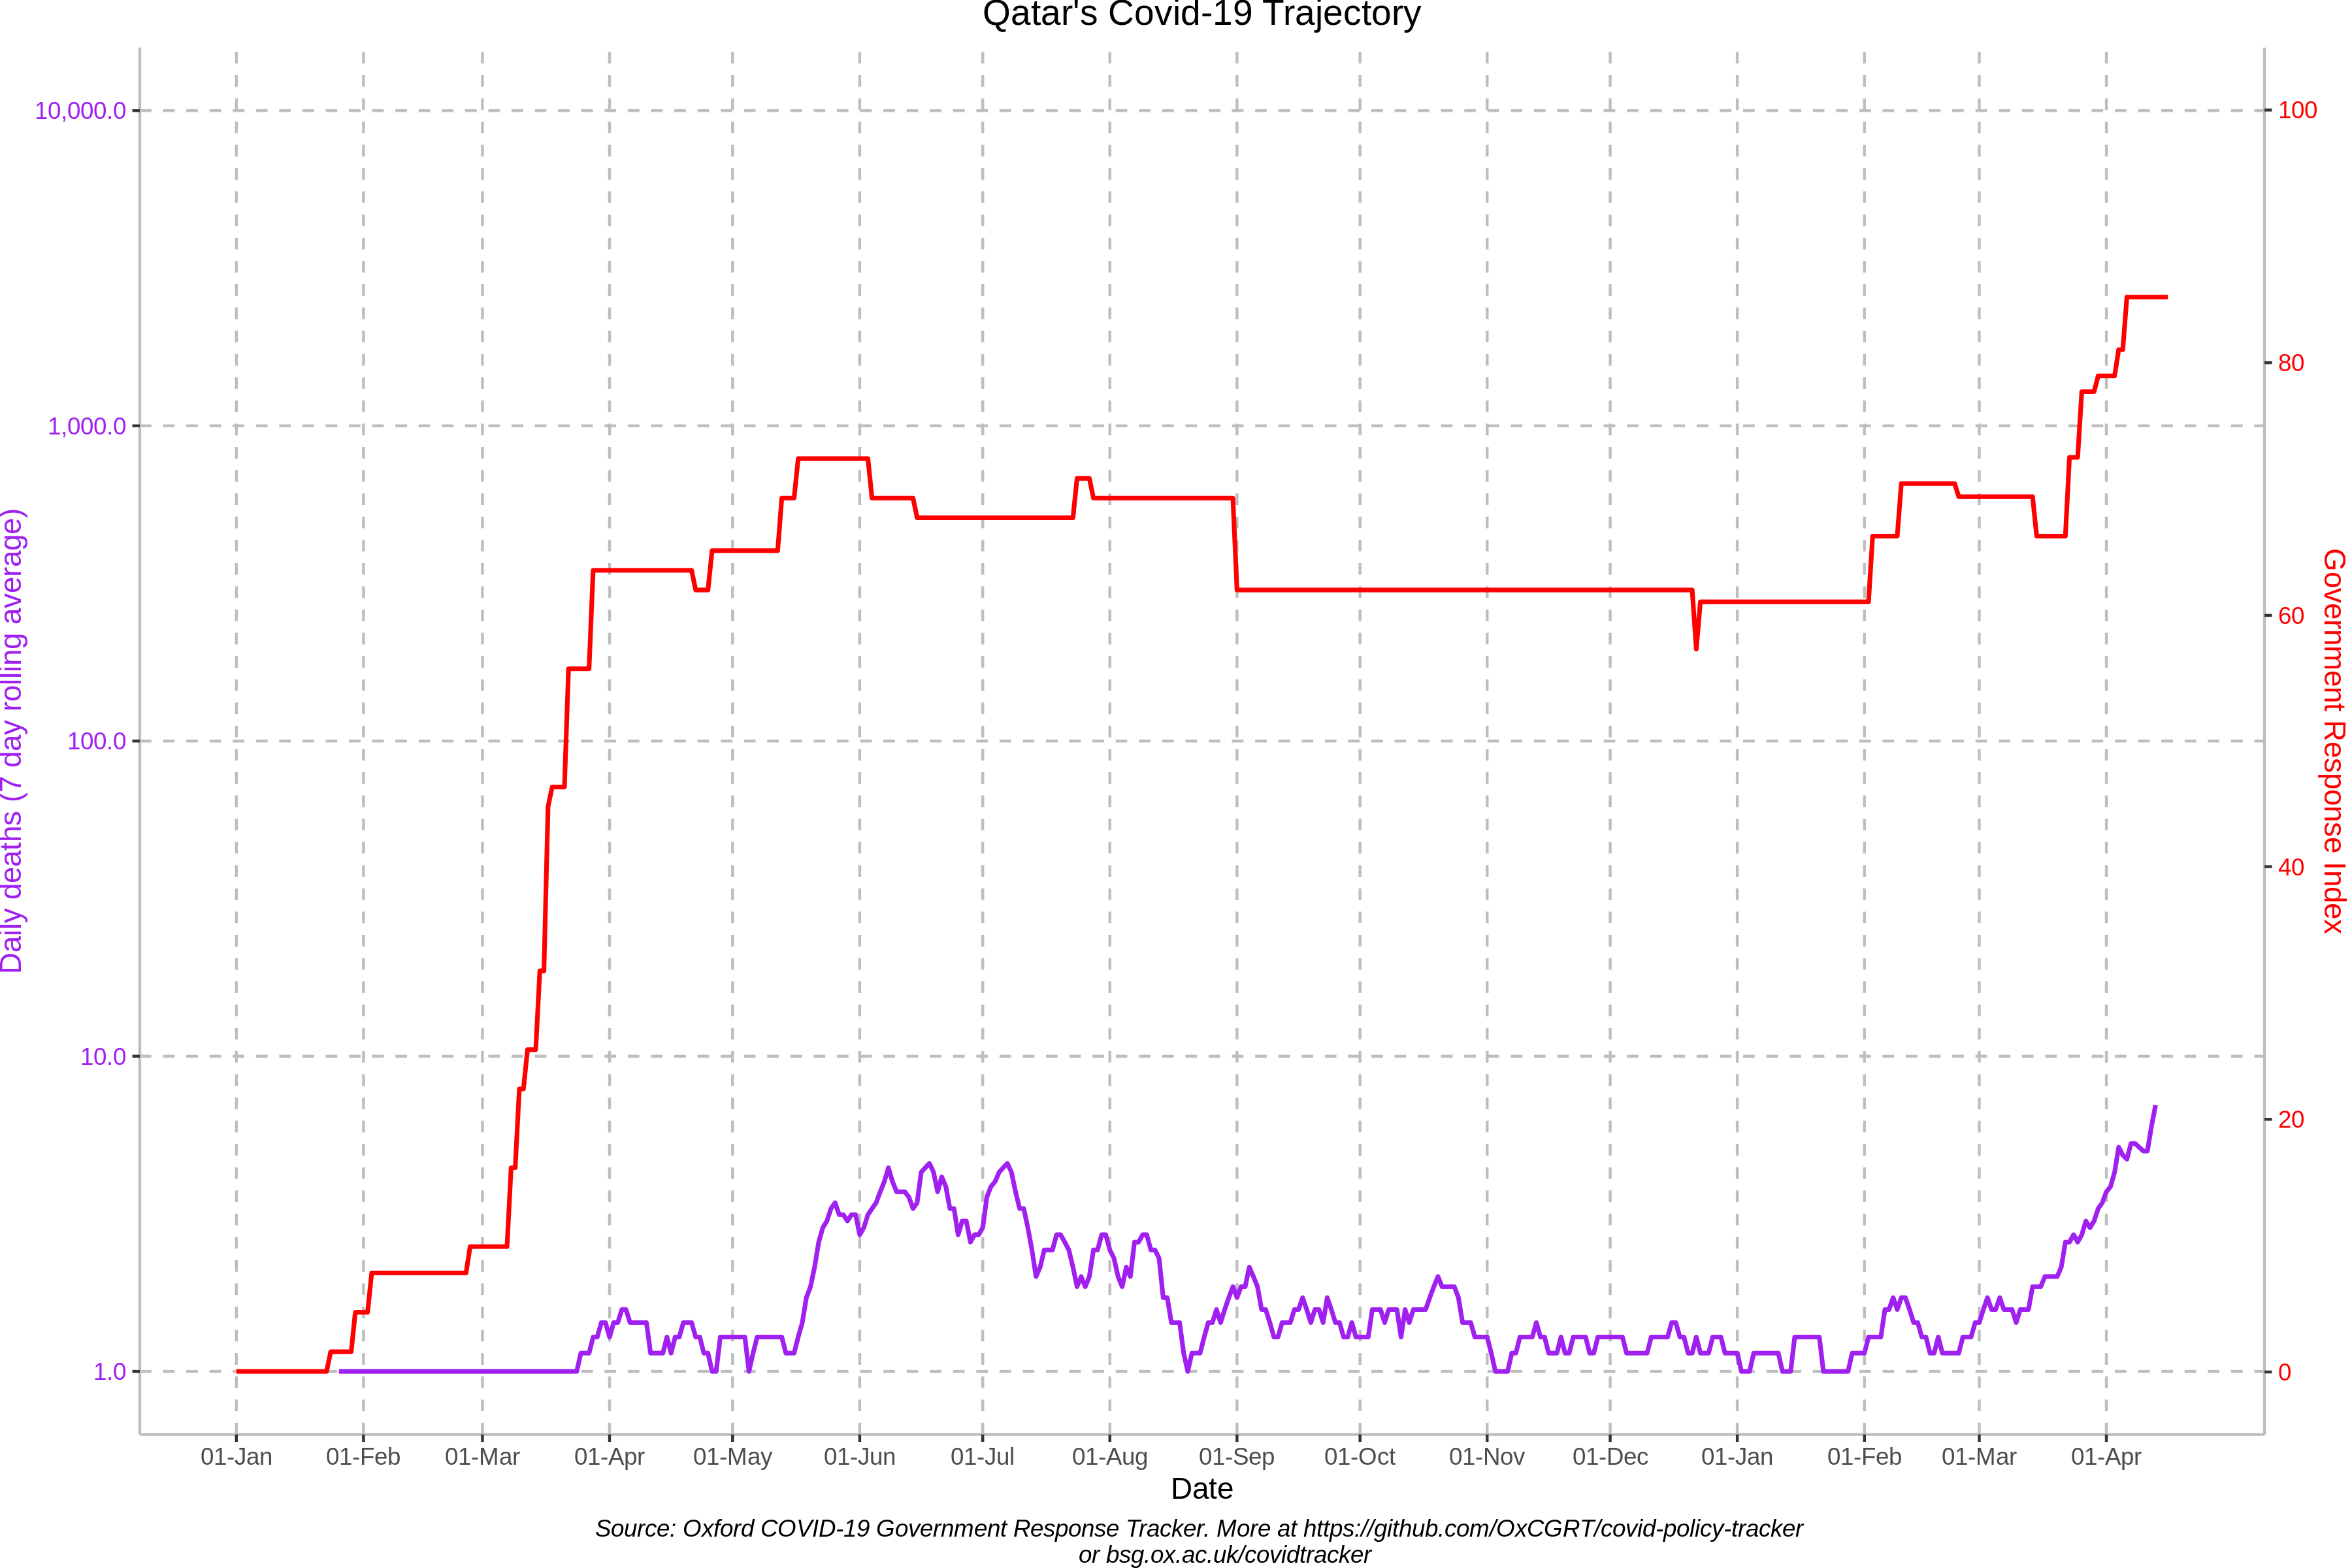 Qatar's Covid-19 Trajectory
10,000.0
1,000.0
100.0
10.0
1.0
Daily deaths (7 day rolling average)
100
80
60
40
20
0
Government Response Index
01-Jan 01-Feb 01-Mar 01-Apr 01-May 01-Jun 01-Jul 01-Aug 01-Sep 01-Oct 01-Nov 01-Dec 01-Jan 01-Feb 01-Mar 01-Apr
Date
Source: Oxford COVID-19 Government Response Tracker. More at https://github.com/OxCGRT/covid-policy-tracker
or bsg.ox.ac.uk/covidtracker